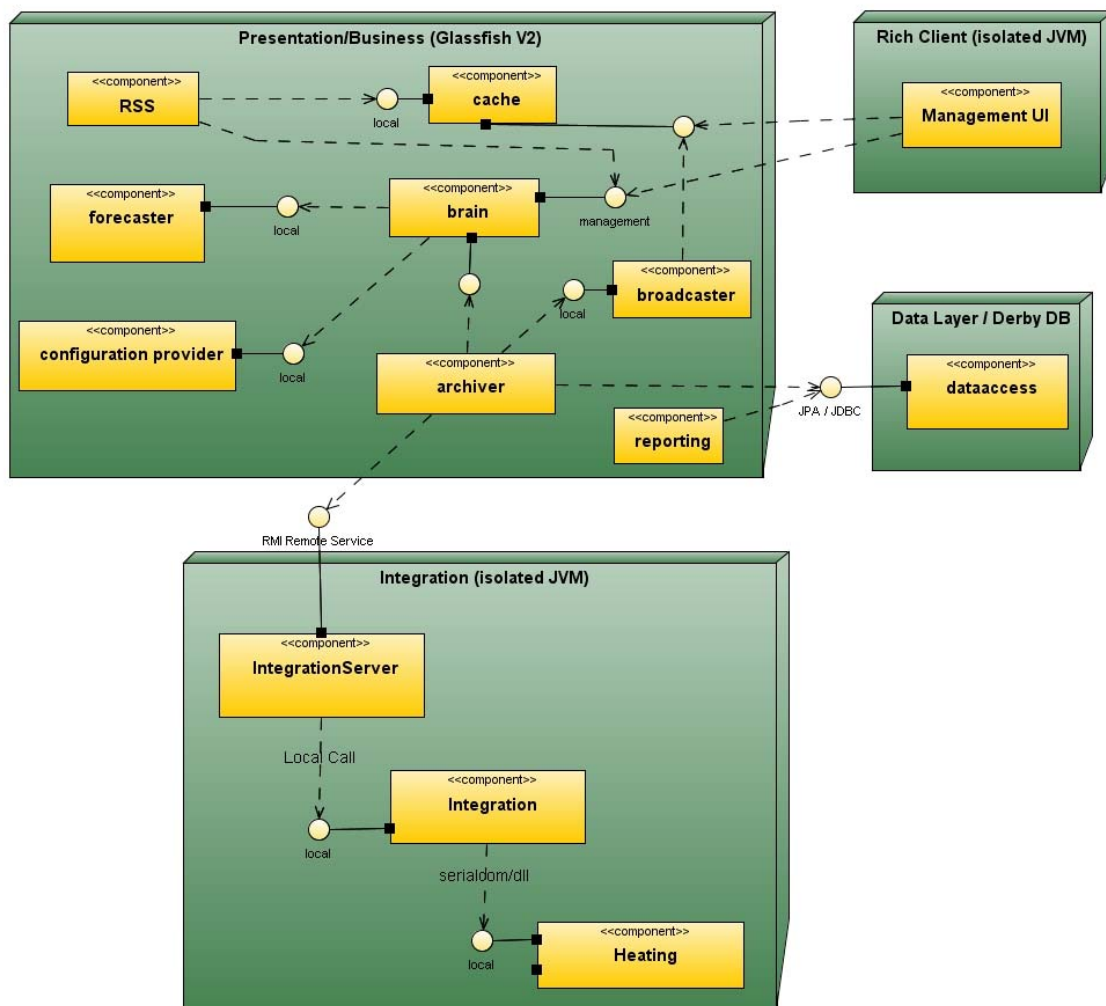 Presentation/Business (Glassfish V2)
<<component>>
RSS
local
<<component>>
cache
Rich Client (isolated JVM)
<<component>>
Management UI
<<component>>
forecaster
local
<<component>>
brain
management
<<component>>
configuration provider
local
local
<<component>>
broadcaster
<<component>>
archiver
<<component>>
reporting
JPA / JDBC
Data Layer / Derby DB
<<component>>
dataaccess
RMI Remote Service
Integration (isolated JVM)
<<component>>
IntegrationServer
Local Call
local
<<component>>
Integration
serialdom/dll
local
<<component>>
Heating